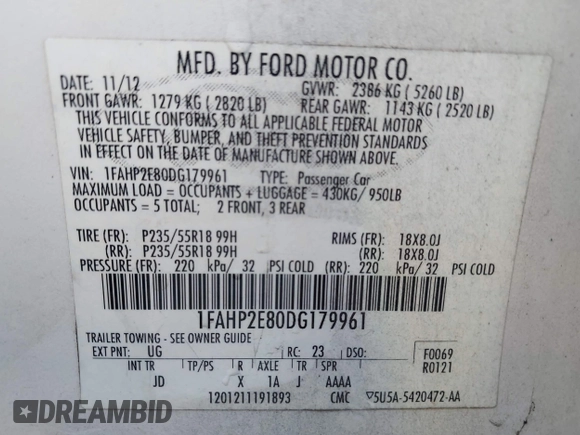 MFD. BY FORD MOTOR CO.
DATE: 11/12 GVWR: 2386 KG ( 5260 LB)
FRONT GAWR: 1279 KG ( 2820 LB) REAR GAWR: 1143 KG ( 2520 LB)
THIS VEHICLE CONFORMS TO ALL APPLICABLE FEDERAL MOTOR
VEHICLE SAFETY, BUMPER, AND THEFT PREVENTION STANDARDS
IN EFFECT ON THE DATE OF MANUFACTURE SHOWN ABOVE.
VIN: 1FAHP2E80DG179961 TYPE: Passenger Car
MAXIMUM LOAD = OCCUPANTS + LUGGAGE = 430KG/ 950LB
OCCUPANTS = 5 TOTAL; 2 FRONT, 3 REAR
TIRE (FR): P235/55R18 99H RIMS (FR): 18X8.0J
(RR): P235/55R18 99H (RR): 18X8.0J
PRESSURE (FR): 220 kPa/ 32 PSI COLD (RR): 220 kPa/ 32 PSI COLD
1FAHP2E80DG179961
TRAILER TOWING - SEE OWNER GUIDE
EXT PNT: UG RC: 23 DSO: F0069
INT TR TP/PS R AXLE TR SPR R0121
JD X 1A J AAAA
1201211191893 CMC ▽5U5A-5420472-AA
DREAMBID